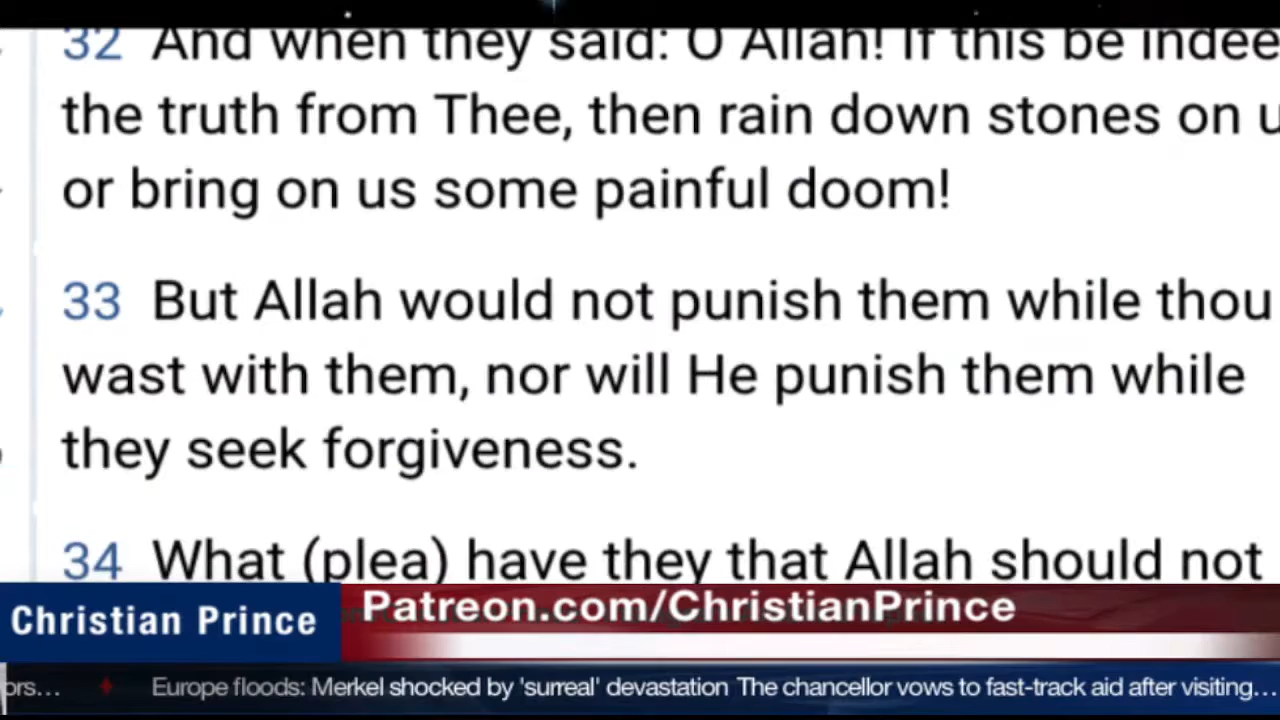 32 And when they said: O Allah! If this be indee
the truth from Thee, then rain down stones on u
or bring on us some painful doom!
33 But Allah would not punish them while thou
wast with them, nor will He punish them while
they seek forgiveness.
34 What (plea) have they that Allah should not
Christian Prince
Patreon.com/ChristianPrince
ors... Europe floods: Merkel shocked by 'surreal' devastation The chancellor vows to fast-track aid after visiting...